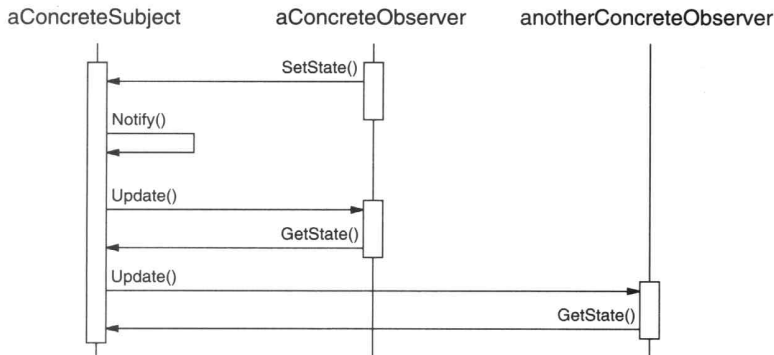 aConcreteSubject aConcreteObserver anotherConcreteObserver
SetState()
Notify()
Update()
GetState()
Update()
GetState()